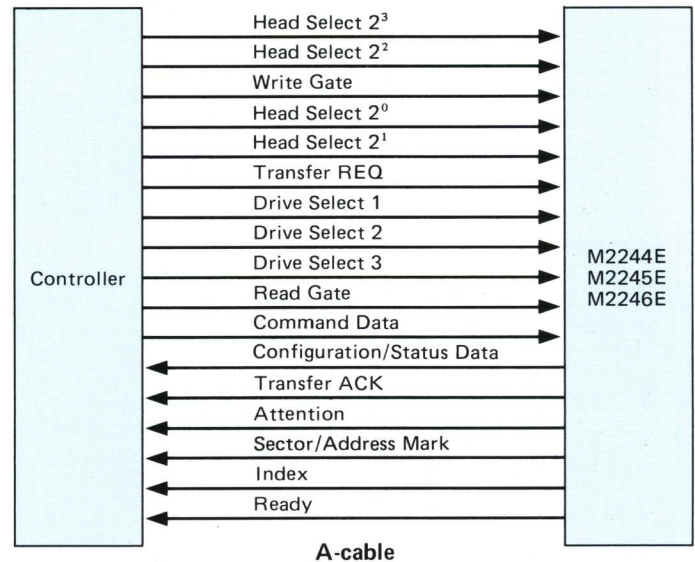 Head Select 2³
Head Select 2²
Write Gate
Head Select 2⁰
Head Select 2¹
Transfer REQ
Drive Select 1
Drive Select 2
Drive Select 3
Read Gate
Command Data
Configuration/Status Data
Transfer ACK
Attention
Sector/Address Mark
Index
Ready
Controller
M2244E
M2245E
M2246E
A-cable